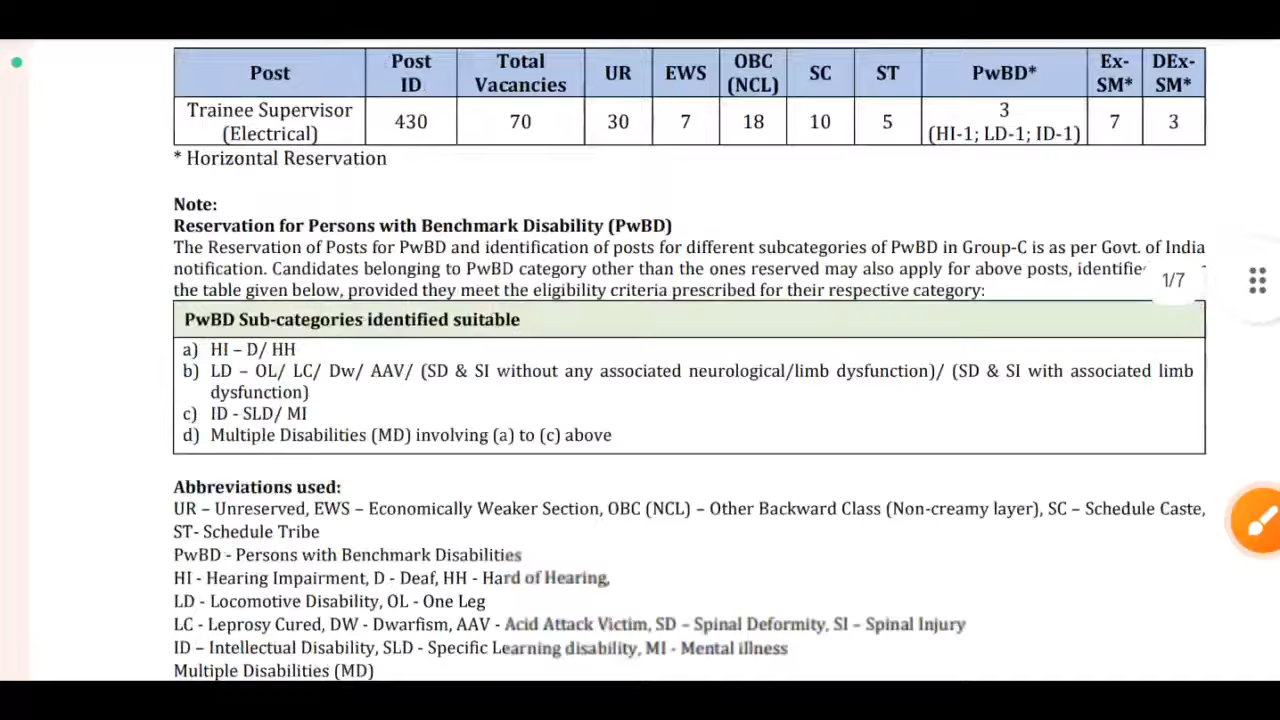 Post Post ID Total Vacancies UR EWS OBC (NCL) SC ST PwBD* Ex-SM* DEx-SM*
Trainee Supervisor (Electrical) 430 70 30 7 18 10 5 3 (HI-1; LD-1; ID-1) 7 3
* Horizontal Reservation
Note:
Reservation for Persons with Benchmark Disability (PwBD)
The Reservation of Posts for PwBD and identification of posts for different subcategories of PwBD in Group-C is as per Govt. of India
notification. Candidates belonging to PwBD category other than the ones reserved may also apply for above posts,
1/7
the table given below, provided they meet the eligibility criteria prescribed for their respective category:
PwBD Sub-categories identified suitable
a) HI – D/ HH
b) LD – OL/ LC/ Dw/ AAV/ (SD & SI without any associated neurological/limb dysfunction)/ (SD & SI with associated limb
dysfunction)
c) ID - SLD/ MI
d) Multiple Disabilities (MD) involving (a) to (c) above
Abbreviations used:
UR – Unreserved, EWS – Economically Weaker Section, OBC (NCL) – Other Backward Class (Non-creamy layer), SC – Schedule Caste,
ST- Schedule Tribe
PwBD - Persons with Benchmark Disabilities
HI - Hearing Impairment, D - Deaf, HH - Hard of Hearing,
LD - Locomotive Disability, OL - One Leg
LC - Leprosy Cured, DW - Dwarfism, AAV - Acid Attack Victim, SD – Spinal Deformity, SI – Spinal Injury
ID – Intellectual Disability, SLD - Specific Learning disability, MI - Mental illness
Multiple Disabilities (MD)